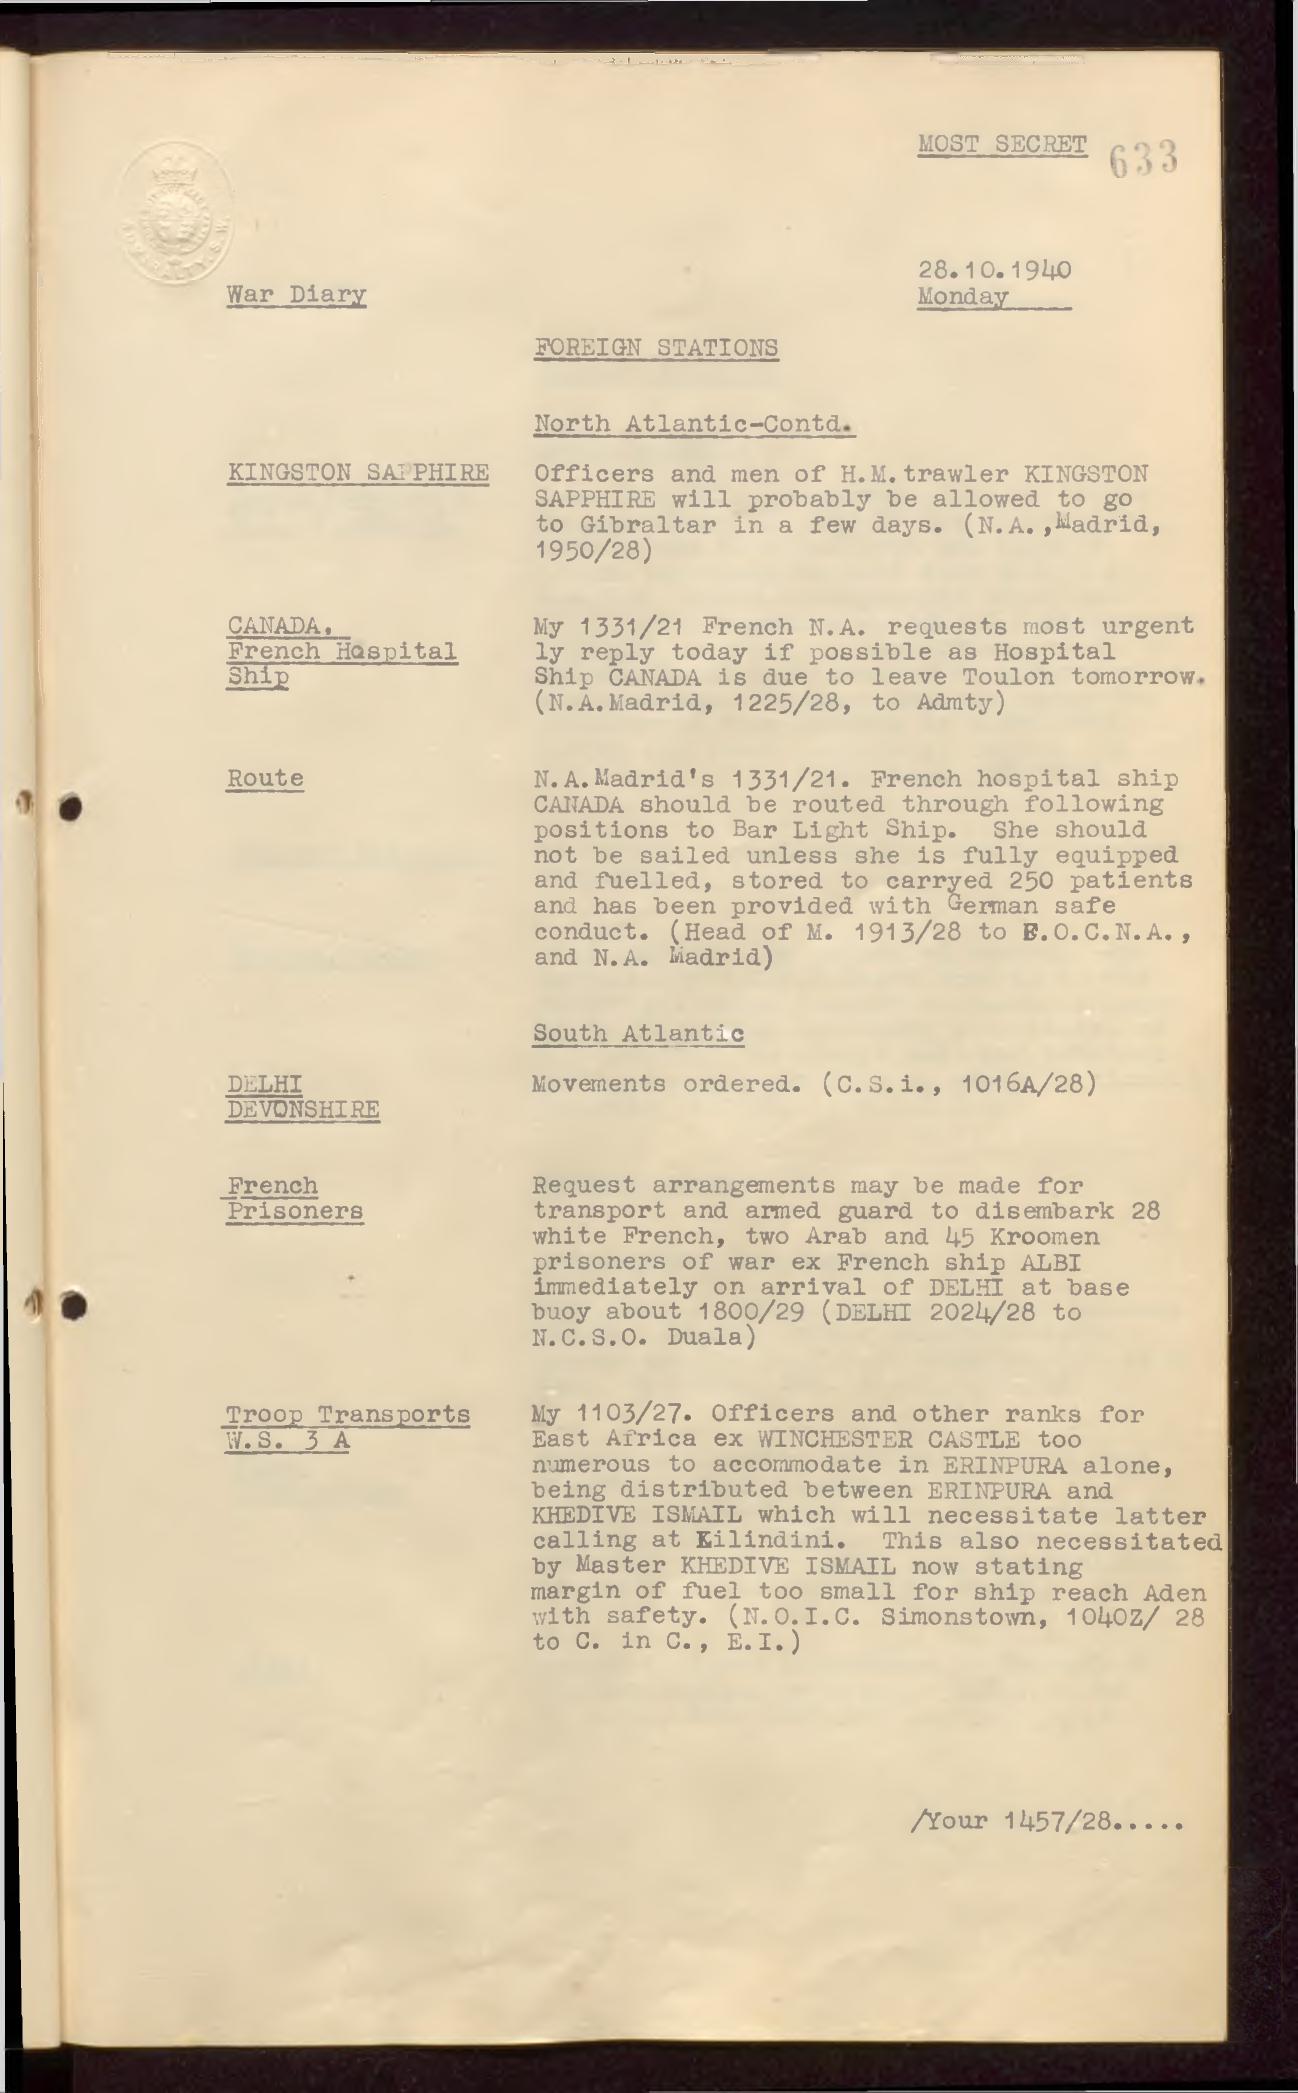 MOST SECRET 633
28.10.1940
War Diary
Monday
FOREIGN STATIONS
North Atlantic-Contd.
KINGSTON SAPPHIRE
Officers and men of H.M.trawler KINGSTON
SAPPHIRE will probably be allowed to go
to Gibraltar in a few days. (N.A.,Madrid,
1950/28)
CANADA,
French Hospital
Ship
My 1331/21 French N.A. requests most urgent
ly reply today if possible as Hospital
Ship CANADA is due to leave Toulon tomorrow.
(N.A.Madrid, 1225/28, to Admty)
Route
N.A.Madrid's 1331/21. French hospital ship
CANADA should be routed through following
positions to Bar Light Ship. She should
not be sailed unless she is fully equipped
and fuelled, stored to carryed 250 patients
and has been provided with German safe
conduct. (Head of M. 1913/28 to F.O.C.N.A.,
and N.A. Madrid)
South Atlantic
DELHI
DEVONSHIRE
Movements ordered. (C.S.i., 1016A/28)
French
Prisoners
Request arrangements may be made for
transport and armed guard to disembark 28
white French, two Arab and 45 Kroomen
prisoners of war ex French ship ALBI
immediately on arrival of DELHI at base
buoy about 1800/29 (DELHI 2024/28 to
N.C.S.O. Duala)
Troop Transports
W.S. 3 A
My 1103/27. Officers and other ranks for
East Africa ex WINCHESTER CASTLE too
numerous to accommodate in ERINPURA alone,
being distributed between ERINPURA and
KHEDIVE ISMAIL which will necessitate latter
calling at Kilindini. This also necessitated
by Master KHEDIVE ISMAIL now stating
margin of fuel too small for ship reach Aden
with safety. (N.O.I.C. Simonstown, 1040Z/ 28
to C. in C., E.I.)
/Your 1457/28.....